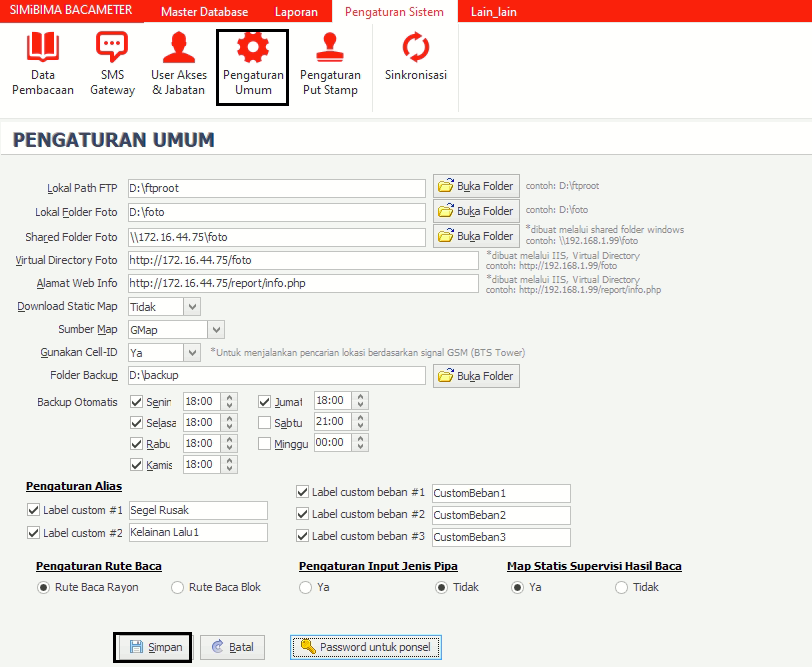 SIMiBIMA BACAMETER Master Database Laporan Pengaturan Sistem Lain_lain
Data Pembacaan
SMS Gateway
User Akses & Jabatan
Pengaturan Umum
Pengaturan Put Stamp
Sinkronisasi
PENGATURAN UMUM
Lokal Path FTP D:\ftproot Buka Folder contoh: D:\ftproot
Lokal Folder Foto D:\foto Buka Folder contoh: D:\foto
Shared Folder Foto \\172.16.44.75\foto Buka Folder *dibuat melalui shared folder windows
contoh: \\192.168.1.99\foto
Virtual Directory Foto http://172.16.44.75/foto *dibuat melalui IIS, Virtual Directory
contoh: http://192.168.1.99/foto
Alamat Web Info http://172.16.44.75/report/info.php *dibuat melalui IIS, Virtual Directory
contoh: http://192.168.1.99/report/info.php
Download Static Map Tidak
Sumber Map GMap
Gunakan Cell-ID Ya *Untuk menjalankan pencarian lokasi berdasarkan signal GSM (BTS Tower)
Folder Backup D:\backup Buka Folder
Backup Otomatis Senin 18:00 Jumat 18:00
Selasa 18:00 Sabtu 21:00
Rabu 18:00 Minggu 00:00
Kamis 18:00
Pengaturan Alias
Label custom #1 Segel Rusak
Label custom #2 Kelainan Lalu1
Label custom beban #1 CustomBeban1
Label custom beban #2 CustomBeban2
Label custom beban #3 CustomBeban3
Pengaturan Rute Baca Pengaturan Input Jenis Pipa Map Statis Supervisi Hasil Baca
Rute Baca Rayon Rute Baca Blok Ya Tidak Ya Tidak
Simpan Batal Password untuk ponsel